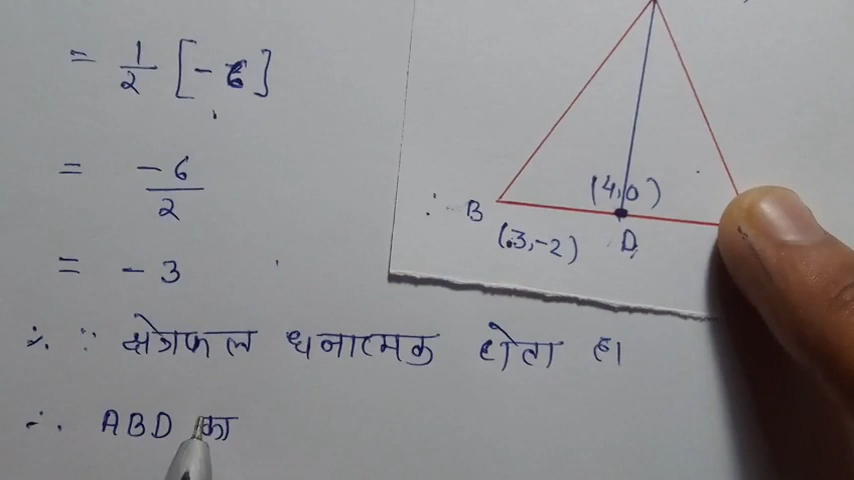 = 1/2 [-6]
= -6/2
= -3
∴ ∵ क्षेत्रफल धनात्मक होता है।
∴ ABD का
(4,0)
∴ B
(3,-2) D